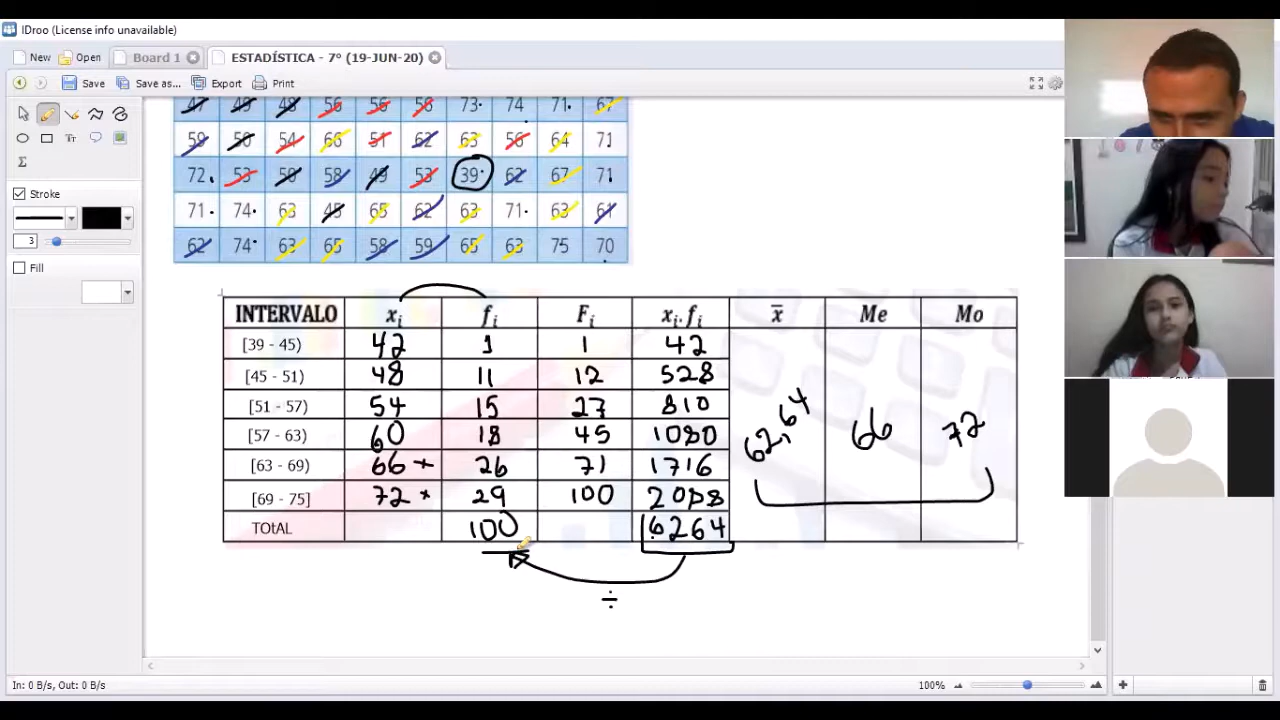 IDroo (License info unavailable)
New Open Board 1 ESTADÍSTICA - 7º (19-JUN-20)
Save Save as... Export Print
Stroke
3
Fill
47 45 48 56 56 56 73 74 71 67
59 50 54 66 51 62 63 56 64 71
72 53 50 58 49 53 39 62 67 71
71 74 63 45 65 62 63 71 63 61
62 74 63 65 58 59 65 63 75 70
INTERVALO xi fi Fi xi.fi x̄ Me Mo
[39 - 45) 42 1 1 42
[45 - 51) 48 11 12 528
[51 - 57) 54 15 27 810
[57 - 63) 60 18 45 1080
[63 - 69) 66 26 71 1716
[69 - 75] 72 29 100 2088
62,64 66 72
TOtAL 100 6264
÷
In: 0 B/s, Out: 0 B/s 100%